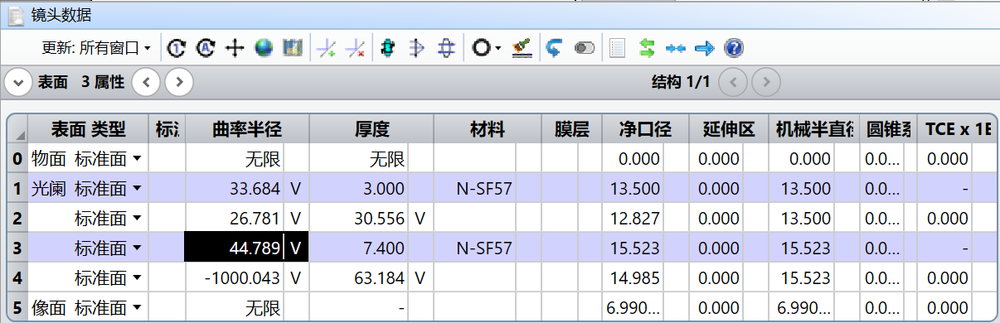 镜头数据
更新: 所有窗口
表面 3 属性 结构 1/1
表面 类型 标注 曲率半径 厚度 材料 膜层 净口径 延伸区 机械半直径 圆锥系 TCE x 1E
0 物面 标准面 无限 无限 0.000 0.000 0.000 0.0... 0.000
1 光阑 标准面 33.684 V 3.000 N-SF57 13.500 0.000 13.500 0.0... -
2 标准面 26.781 V 30.556 V 12.827 0.000 13.500 0.0... 0.000
3 标准面 44.789 V 7.400 N-SF57 15.523 0.000 15.523 0.0... -
4 标准面 -1000.043 V 63.184 V 14.985 0.000 15.523 0.0... 0.000
5 像面 标准面 无限 - 6.990... 0.000 6.990... 0.0... 0.000